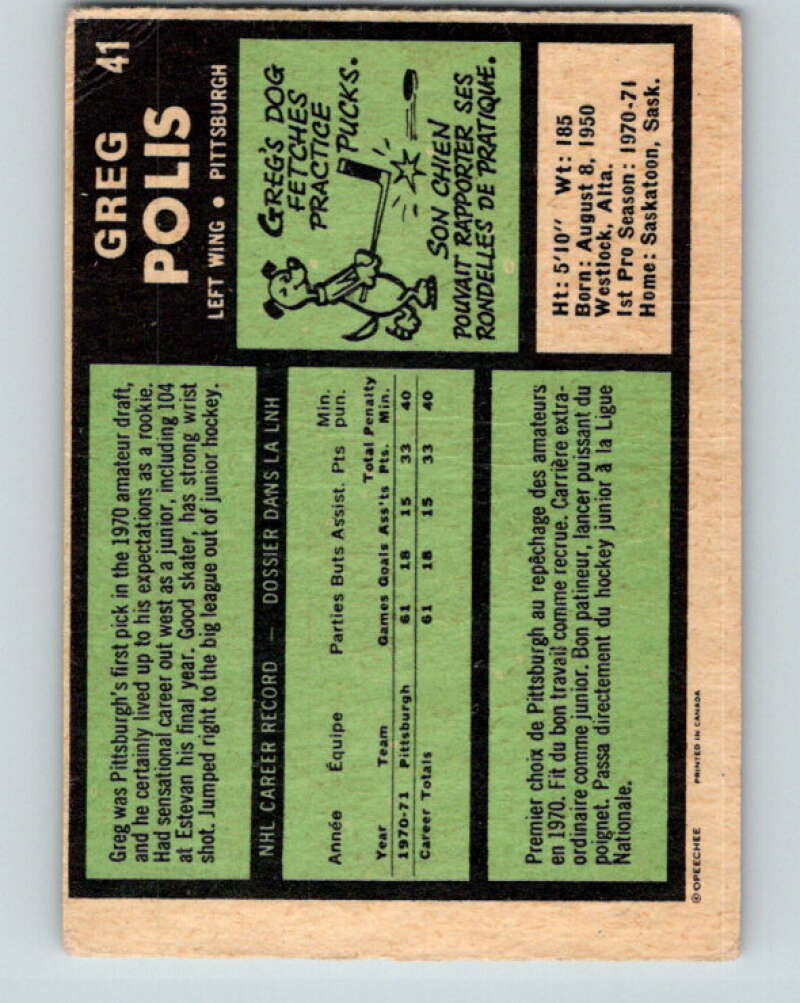 41
GREG
POLIS
LEFT WING • PITTSBURGH
GREG'S DOG
FETCHES
PRACTICE
PUCKS.
SON CHIEN
POUVAIT RAPPORTER SES
RONDELLES DE PRATIQUE.
Ht: 5'10" Wt: 185
Born: August 8, 1950
Westlock, Alta.
1st Pro Season: 1970-71
Home: Saskatoon, Sask.
Greg was Pittsburgh's first pick in the 1970 amateur draft,
and he certainly lived up to his expectations as a rookie.
Had sensational career out west as a junior, including 104
at Estevan his final year. Good skater, has strong wrist
shot. Jumped right to the big league out of junior hockey.
NHL CAREER RECORD — DOSSIER DANS LA LNH
Année Équipe Parties Buts Assist. Pts Min. pun.
Year Team Games Goals Ass'ts Total Pts. Penalty Min.
1970-71 Pittsburgh 61 18 15 33 40
Career Totals 61 18 15 33 40
Premier choix de Pittsburgh au repêchage des amateurs
en 1970. Fit du bon travail comme recrue. Carrière extra-
ordinaire comme junior. Bon patineur, lancer puissant du
poignet. Passa directement du hockey junior à la Ligue
Nationale.
© OPEECHEE PRINTED IN CANADA